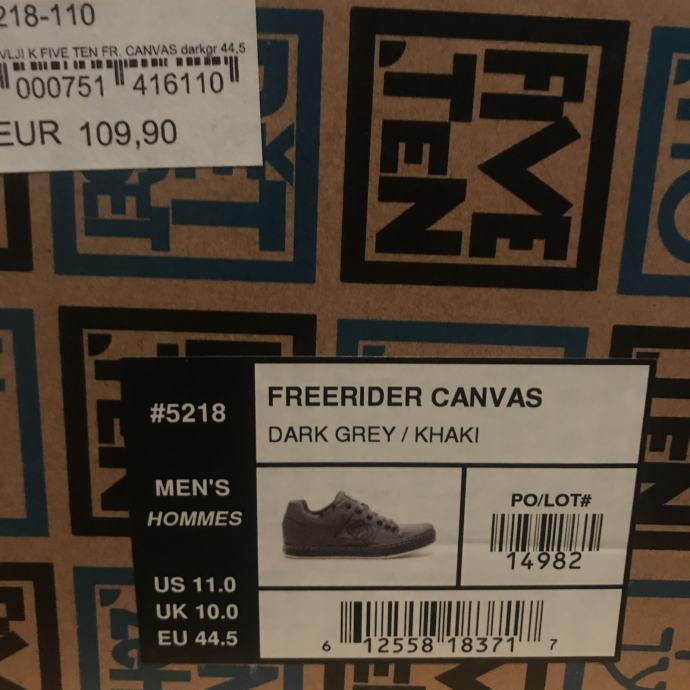 218-110
VLJI K FIVE TEN FR. CANVAS darkgr 44,5
000751 416110
EUR 109,90
FIVE
TEN
#5218
FREERIDER CANVAS
DARK GREY / KHAKI
MEN'S
HOMMES
PO/LOT#
14982
US 11.0
UK 10.0
EU 44.5
6 12558 18371 7